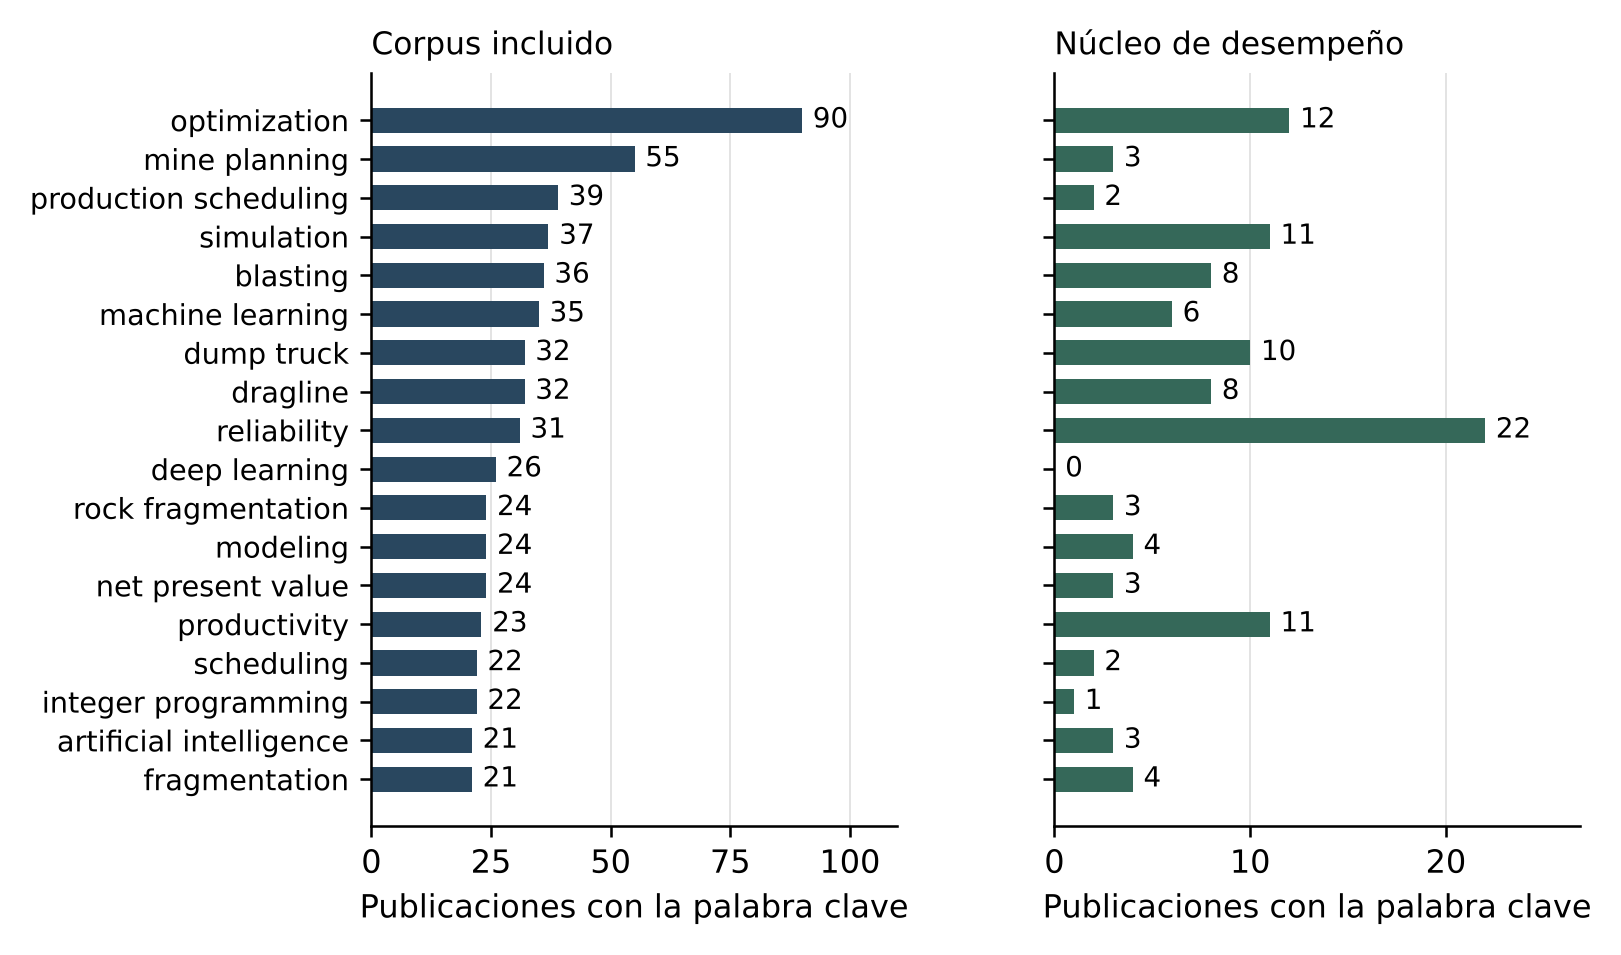 Corpus incluido
Núcleo de desempeño
optimization 90 12
mine planning 55 3
production scheduling 39 2
simulation 37 11
blasting 36 8
machine learning 35 6
dump truck 32 10
dragline 32 8
reliability 31 22
deep learning 26 0
rock fragmentation 24 3
modeling 24 4
net present value 24 3
productivity 23 11
scheduling 22 2
integer programming 22 1
artificial intelligence 21 3
fragmentation 21 4
0 25 50 75 100
0 10 20
Publicaciones con la palabra clave
Publicaciones con la palabra clave